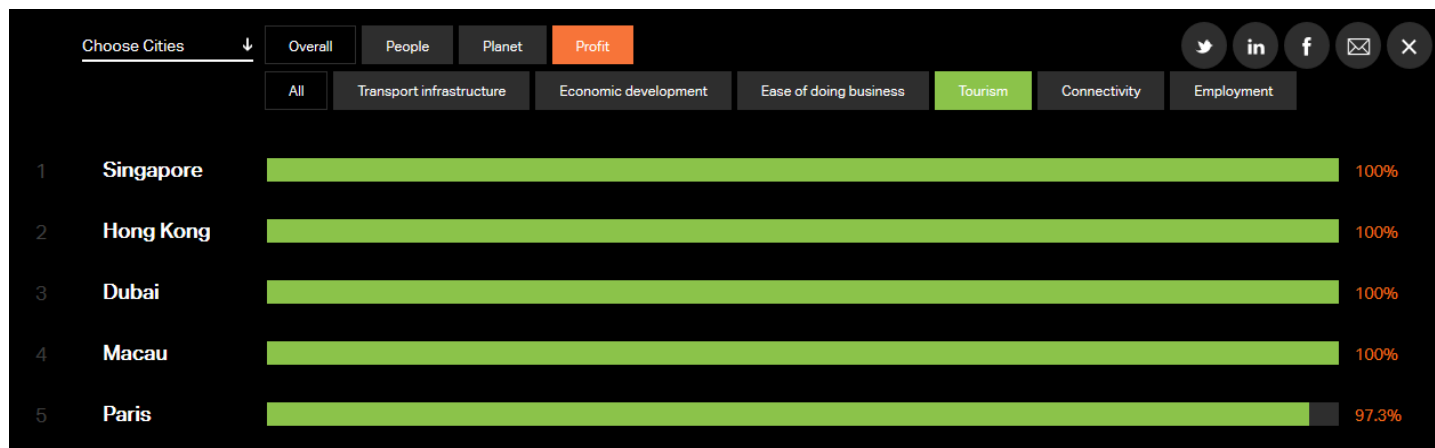 Choose Cities Overall People Planet Profit in f
All Transport infrastructure Economic development Ease of doing business Tourism Connectivity Employment
1 Singapore 100%
2 Hong Kong 100%
3 Dubai 100%
4 Macau 100%
5 Paris 97.3%